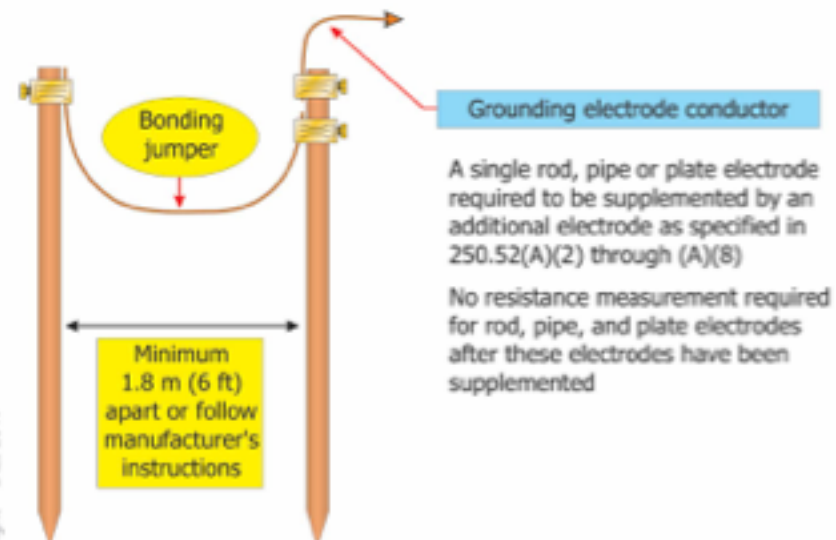 Bonding
jumper
Grounding electrode conductor
A single rod, pipe or plate electrode
required to be supplemented by an
additional electrode as specified in
250.52(A)(2) through (A)(8)
No resistance measurement required
for rod, pipe, and plate electrodes
after these electrodes have been
supplemented
Minimum
1.8 m (6 ft)
apart or follow
manufacturer's
instructions